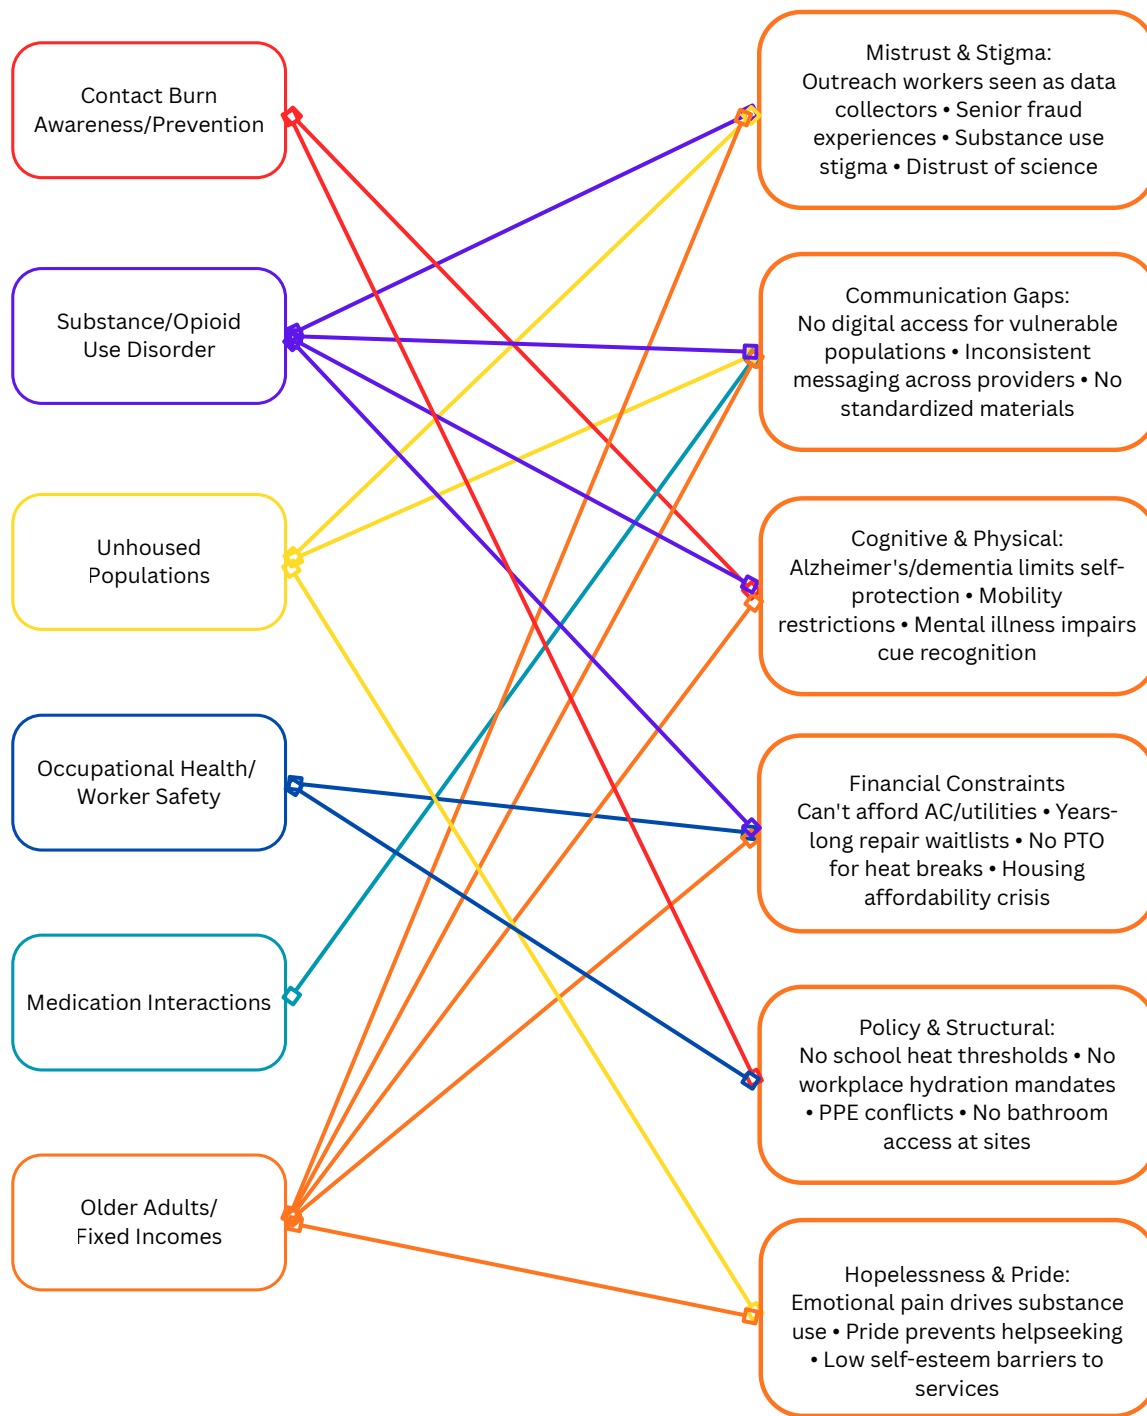 Contact Burn
Awareness/Prevention
Substance/Opioid
Use Disorder
Unhoused
Populations
Occupational Health/
Worker Safety
Medication Interactions
Older Adults/
Fixed Incomes
Mistrust & Stigma:
Outreach workers seen as data
collectors • Senior fraud
experiences • Substance use
stigma • Distrust of science
Communication Gaps:
No digital access for vulnerable
populations • Inconsistent
messaging across providers • No
standardized materials
Cognitive & Physical:
Alzheimer's/dementia limits self-
protection • Mobility
restrictions • Mental illness impairs
cue recognition
Financial Constraints
Can't afford AC/utilities • Years-
long repair waitlists • No PTO
for heat breaks • Housing
affordability crisis
Policy & Structural:
No school heat thresholds • No
workplace hydration mandates
• PPE conflicts • No bathroom
access at sites
Hopelessness & Pride:
Emotional pain drives substance
use • Pride prevents helpseeking
• Low self-esteem barriers to
services